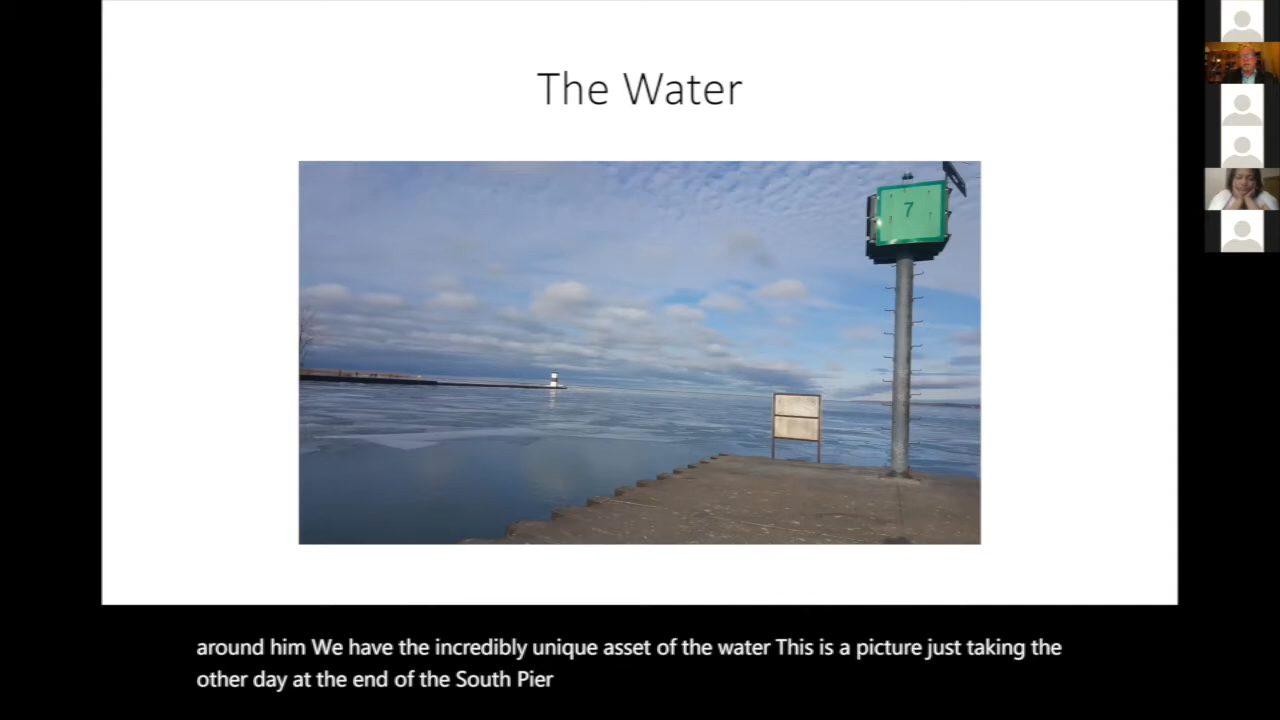 The Water
7
around him We have the incredibly unique asset of the water This is a picture just taking the
other day at the end of the South Pier